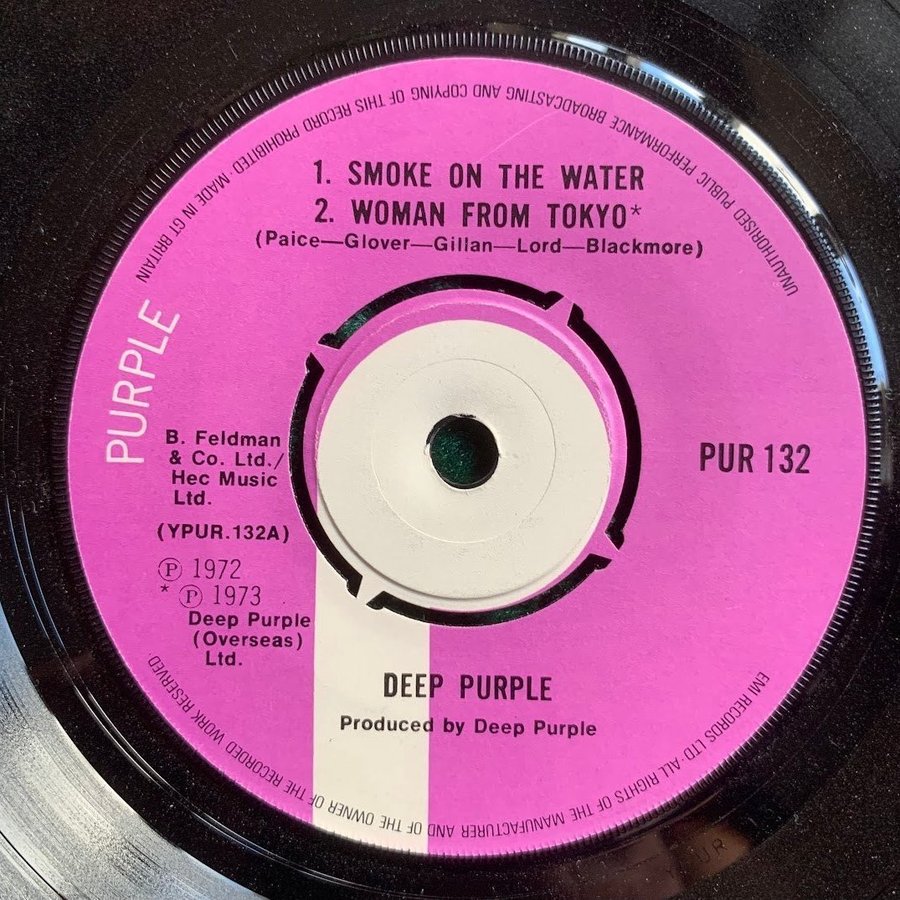 UNAUTHORISED PUBLIC PERFORMANCE BROADCASTING AND COPYING OF THIS RECORD PROHIBITED · MADE IN GT BRITAIN
1. SMOKE ON THE WATER
2. WOMAN FROM TOKYO*
(Paice—Glover—Gillan—Lord—Blackmore)
PURPLE
B. Feldman
& Co. Ltd./
Hec Music
Ltd.
(YPUR.132A)
PUR 132
℗ 1972
* ℗ 1973
Deep Purple
(Overseas)
Ltd.
DEEP PURPLE
Produced by Deep Purple
EMI RECORDS LTD · ALL RIGHTS OF THE MANUFACTURER AND OF THE OWNER OF THE RECORDED WORK RESERVED